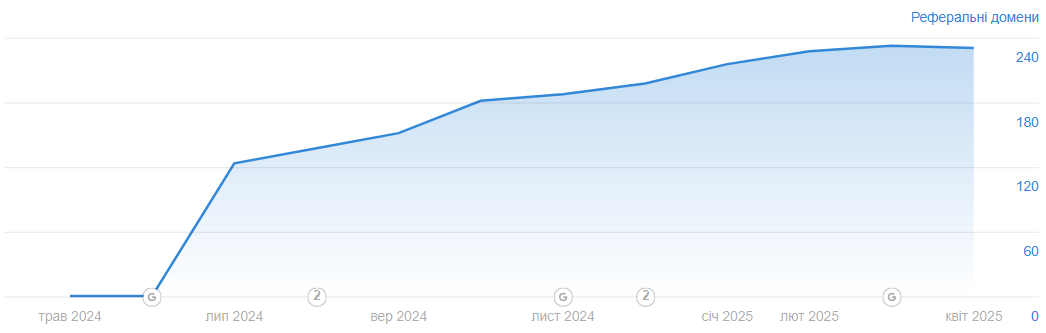 Реферальні домени
240
180
120
60
G 2 G 2 G
трав 2024 лип 2024 вер 2024 лист 2024 січ 2025 лют 2025 квіт 2025 0